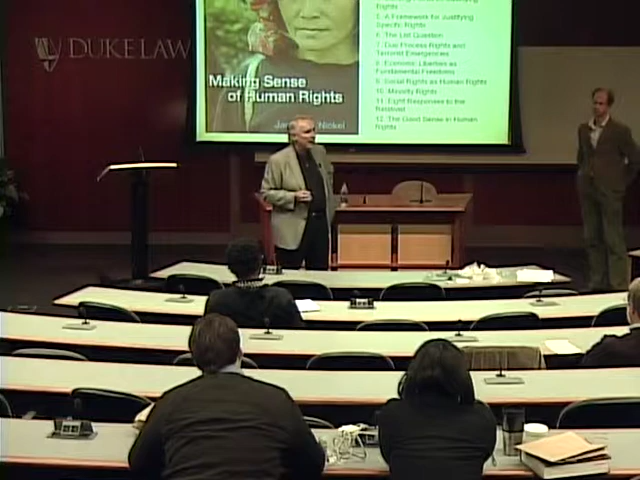 DUKE LAW
Rights
5. A Framework for Justifying
Specific Rights
6. The List Question
7. Due Process Rights and
Terrorist Emergencies
8. Economic Liberties as
Fundamental Freedoms
9. Social Rights as Human Rights
10. Minority Rights
11. Eight Responses to the
Relativist
12. The Good Sense in Human
Rights
Making Sense
of Human Rights
Nickel